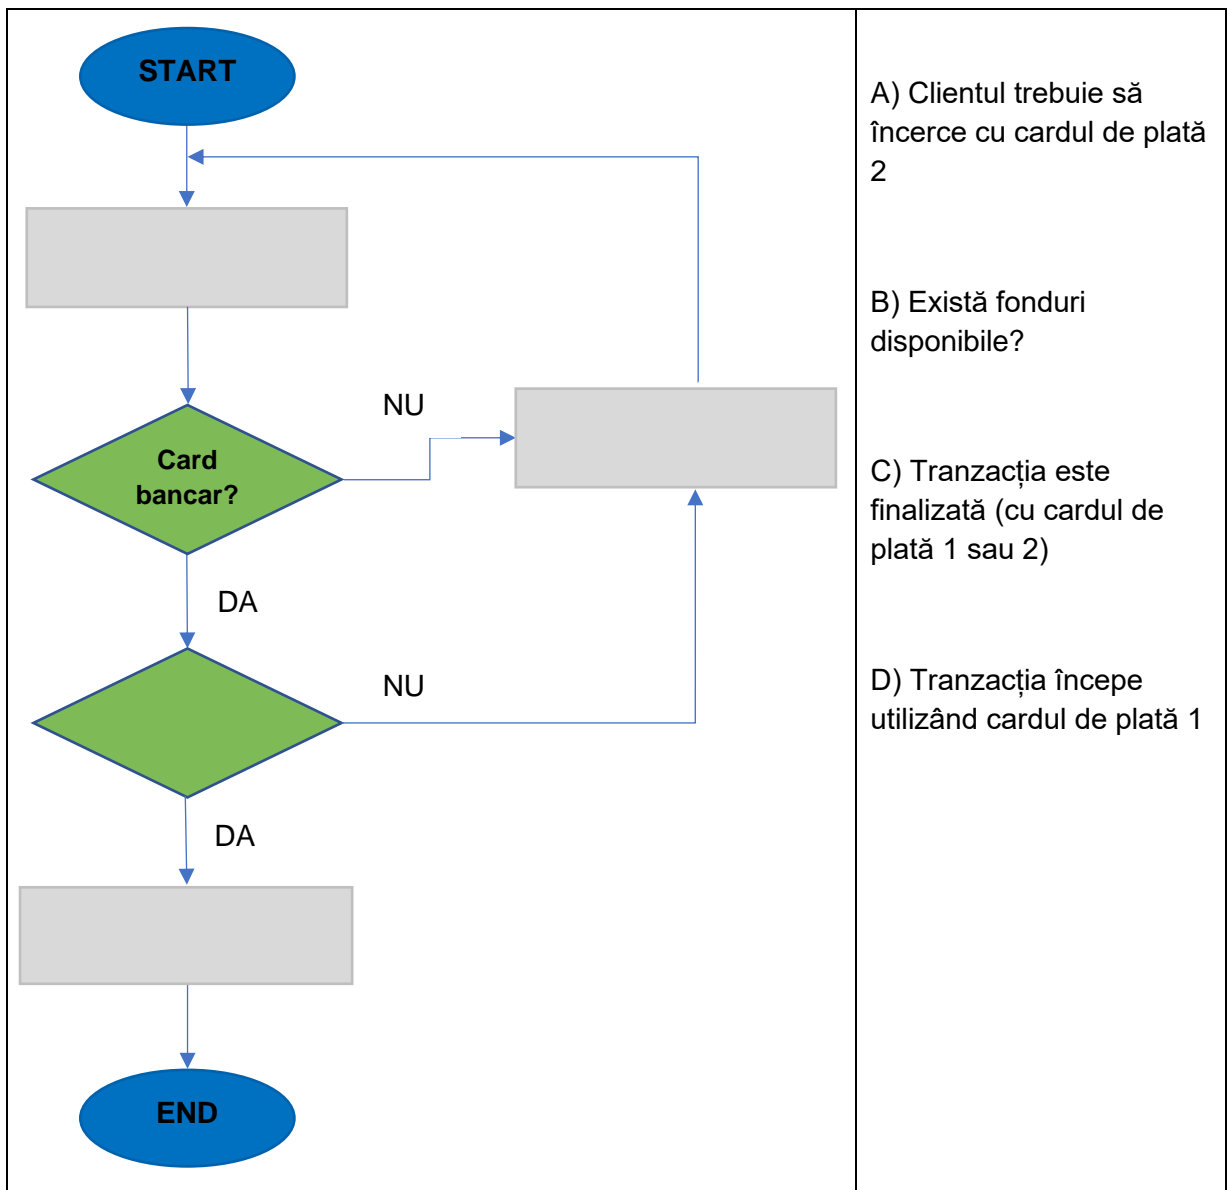 START
NU
Card
bancar?
DA
NU
DA
END
A) Clientul trebuie să
încerce cu cardul de plată
2
B) Există fonduri
disponibile?
C) Tranzacția este
finalizată (cu cardul de
plată 1 sau 2)
D) Tranzacția începe
utilizând cardul de plată 1